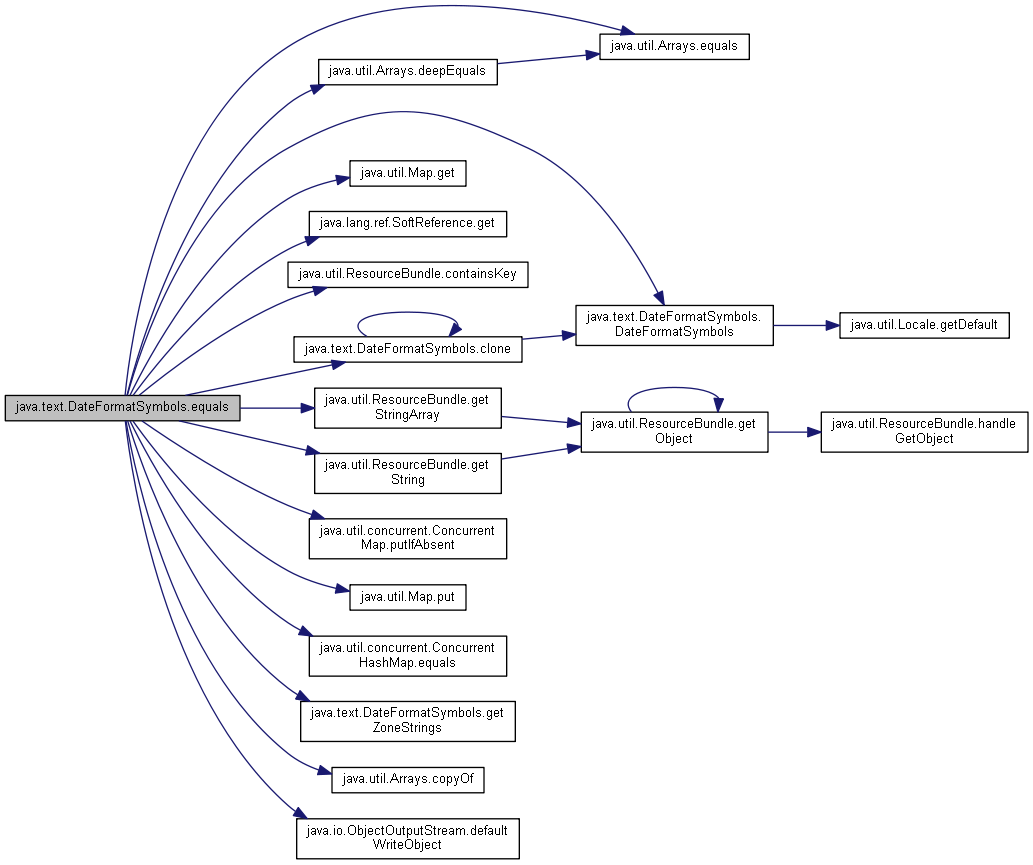 java.util.Arrays.equals
java.util.Arrays.deepEquals
java.util.Map.get
java.lang.ref.SoftReference.get
java.util.ResourceBundle.containsKey
java.text.DateFormatSymbols.
DateFormatSymbols
java.util.Locale.getDefault
java.text.DateFormatSymbols.clone
java.text.DateFormatSymbols.equals
java.util.ResourceBundle.get
StringArray
java.util.ResourceBundle.get
Object
java.util.ResourceBundle.handle
GetObject
java.util.ResourceBundle.get
String
java.util.concurrent.Concurrent
Map.putIfAbsent
java.util.Map.put
java.util.concurrent.Concurrent
HashMap.equals
java.text.DateFormatSymbols.get
ZoneStrings
java.util.Arrays.copyOf
java.io.ObjectOutputStream.default
WriteObject